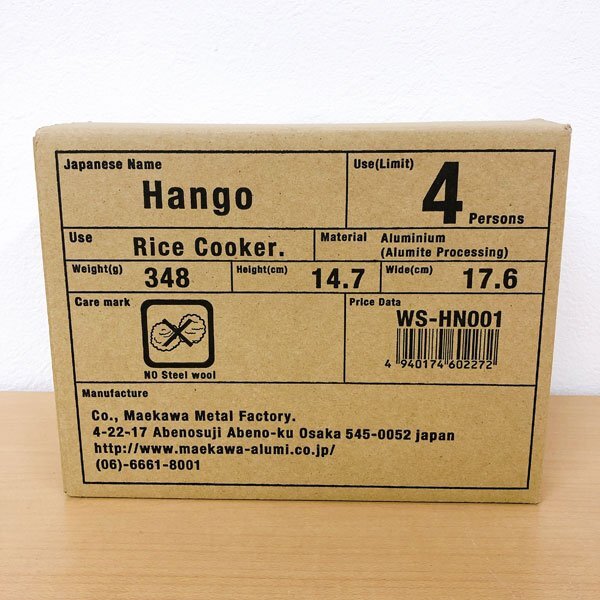 Japanese Name
Hango
Use(Limit)
4
Persons
Use
Rice Cooker.
Material
Aluminium
(Alumite Processing)
Weight(g)
348
Height(cm)
14.7
Wide(cm)
17.6
Care mark
NO Steel wool
Price Data
WS-HN001
4 940174 602272
Manufacture
Co., Maekawa Metal Factory.
4-22-17 Abenosuji Abeno-ku Osaka 545-0052 japan
http://www.maekawa-alumi.co.jp/
(06)-6661-8001